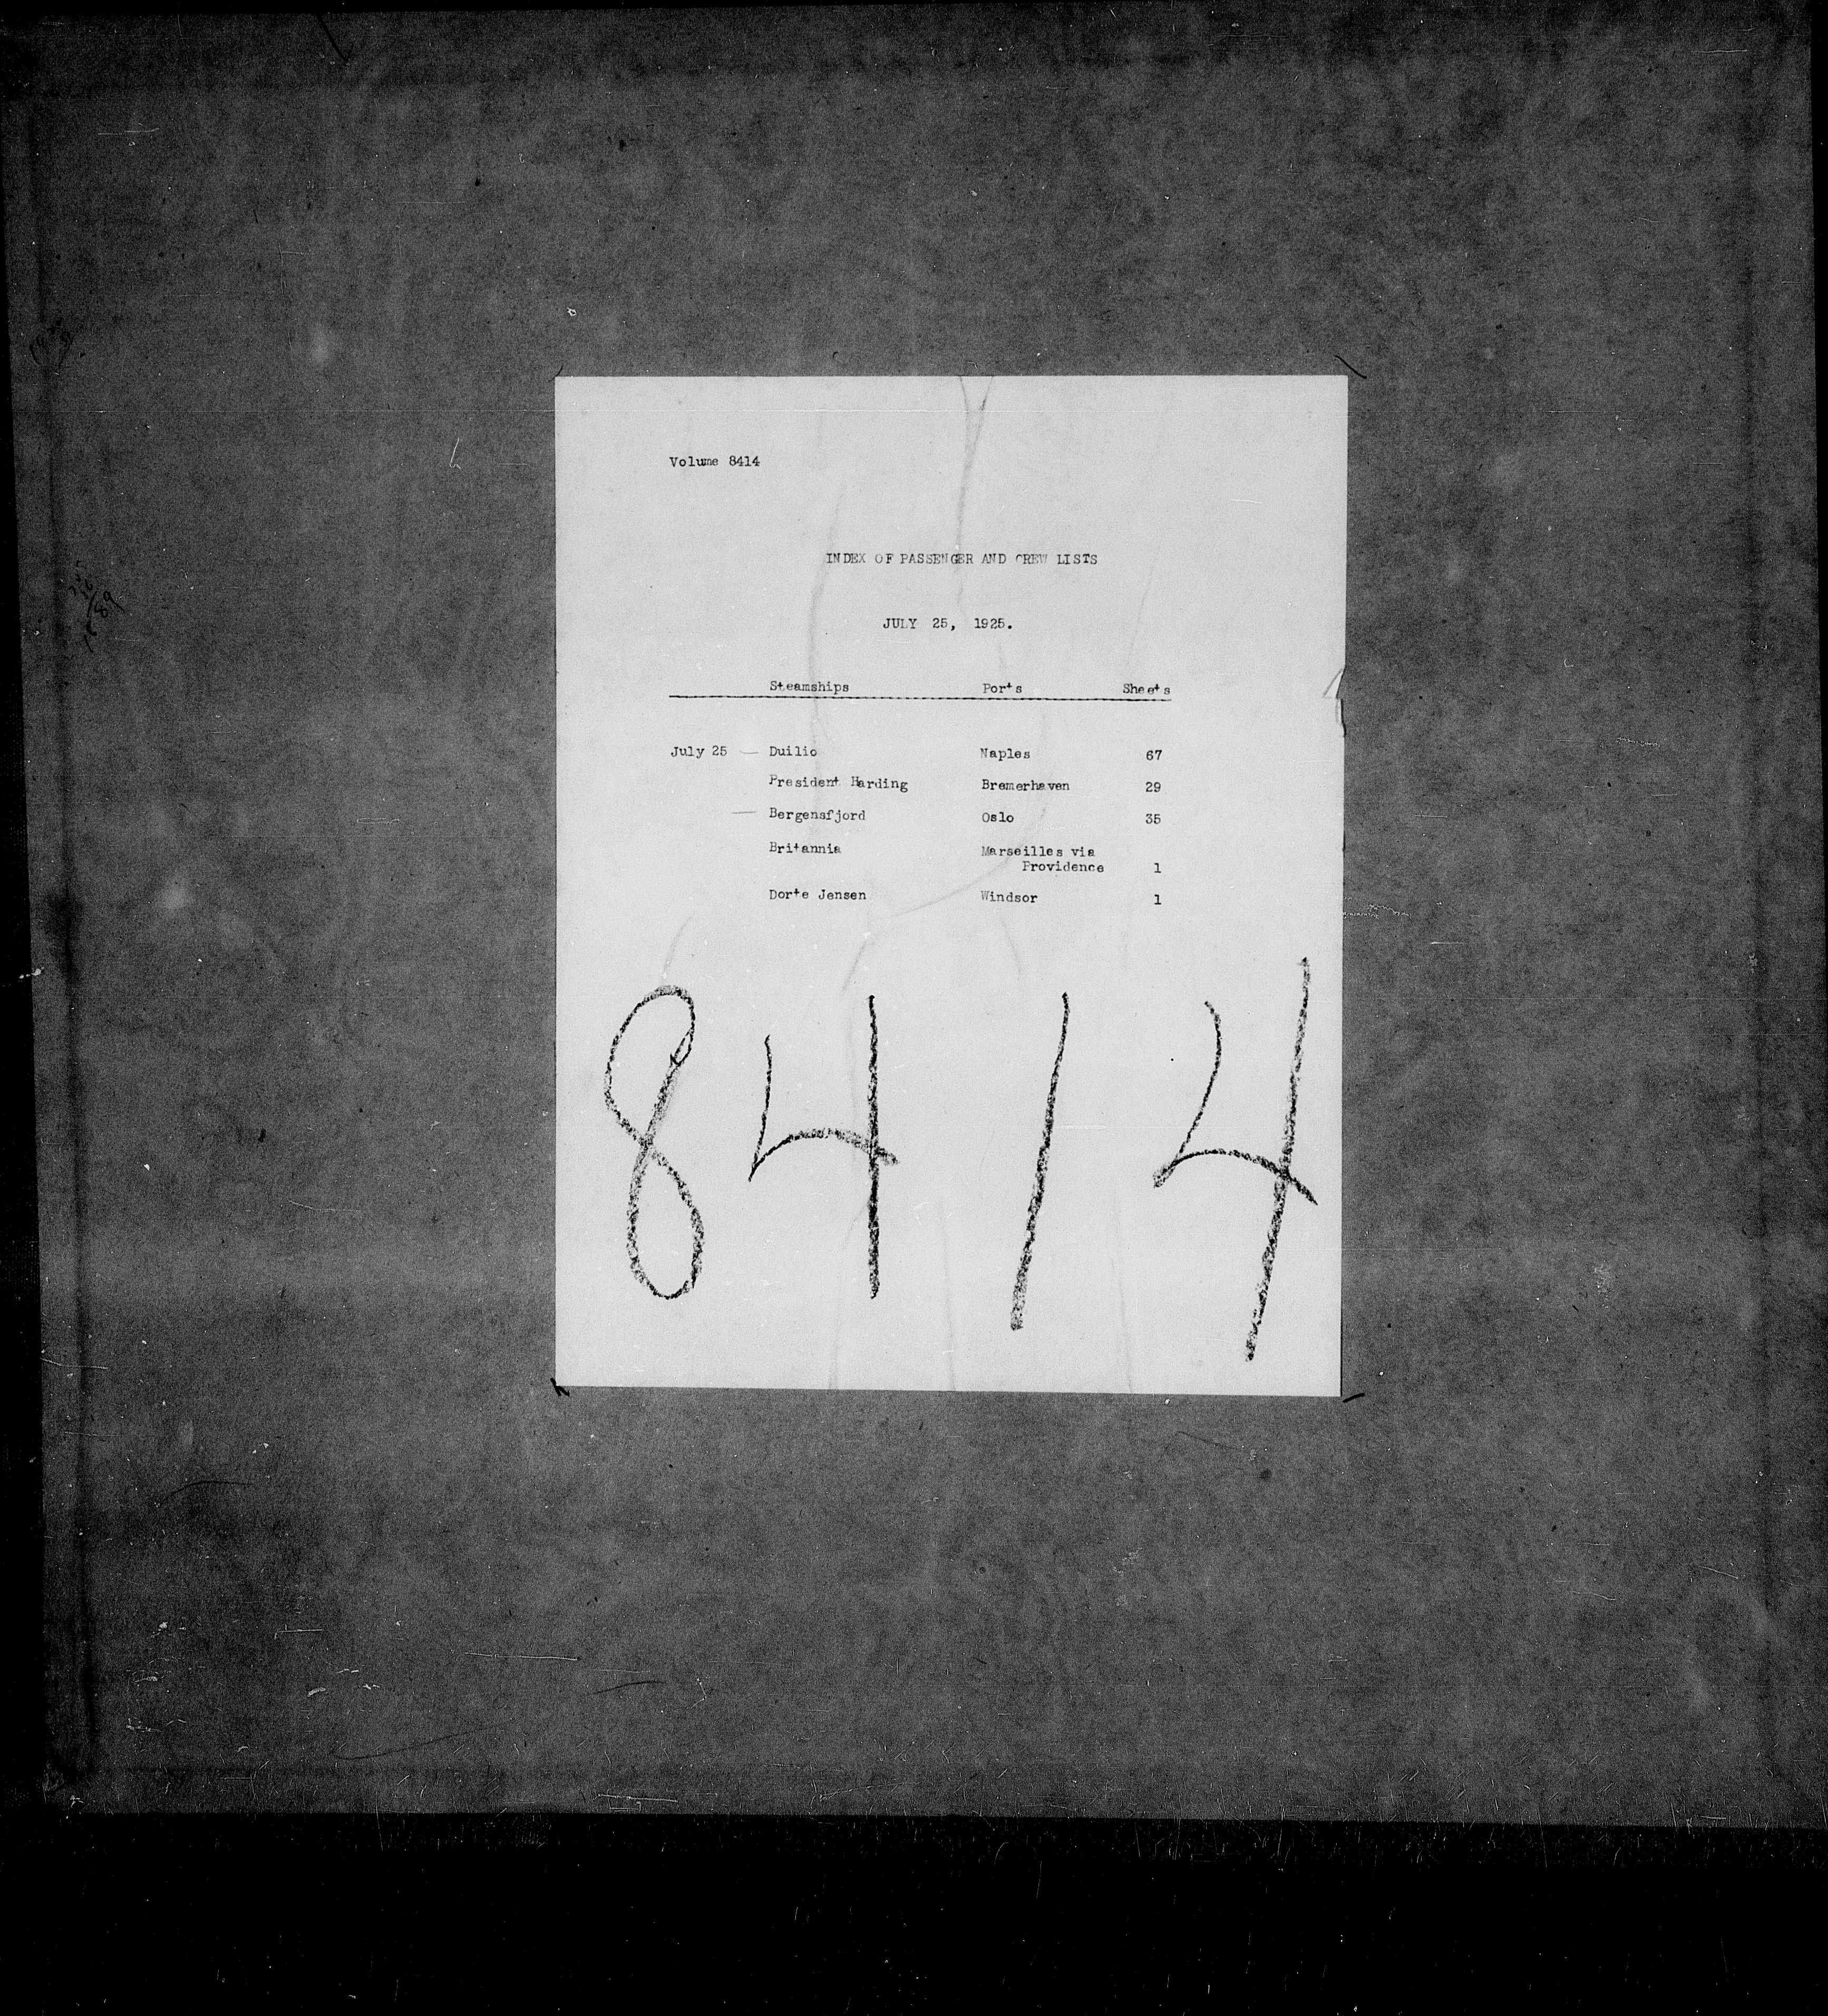 Volume 8414
INDEX OF PASSENGER AND CREW LISTS
JULY 25, 1925.
Steamships Ports Sheets
July 25 — Duilio Naples 67
President Harding Bremerhaven 29
— Bergensfjord Oslo 35
Britannia Marseilles via
Providence 1
Dorte Jensen Windsor 1
8414